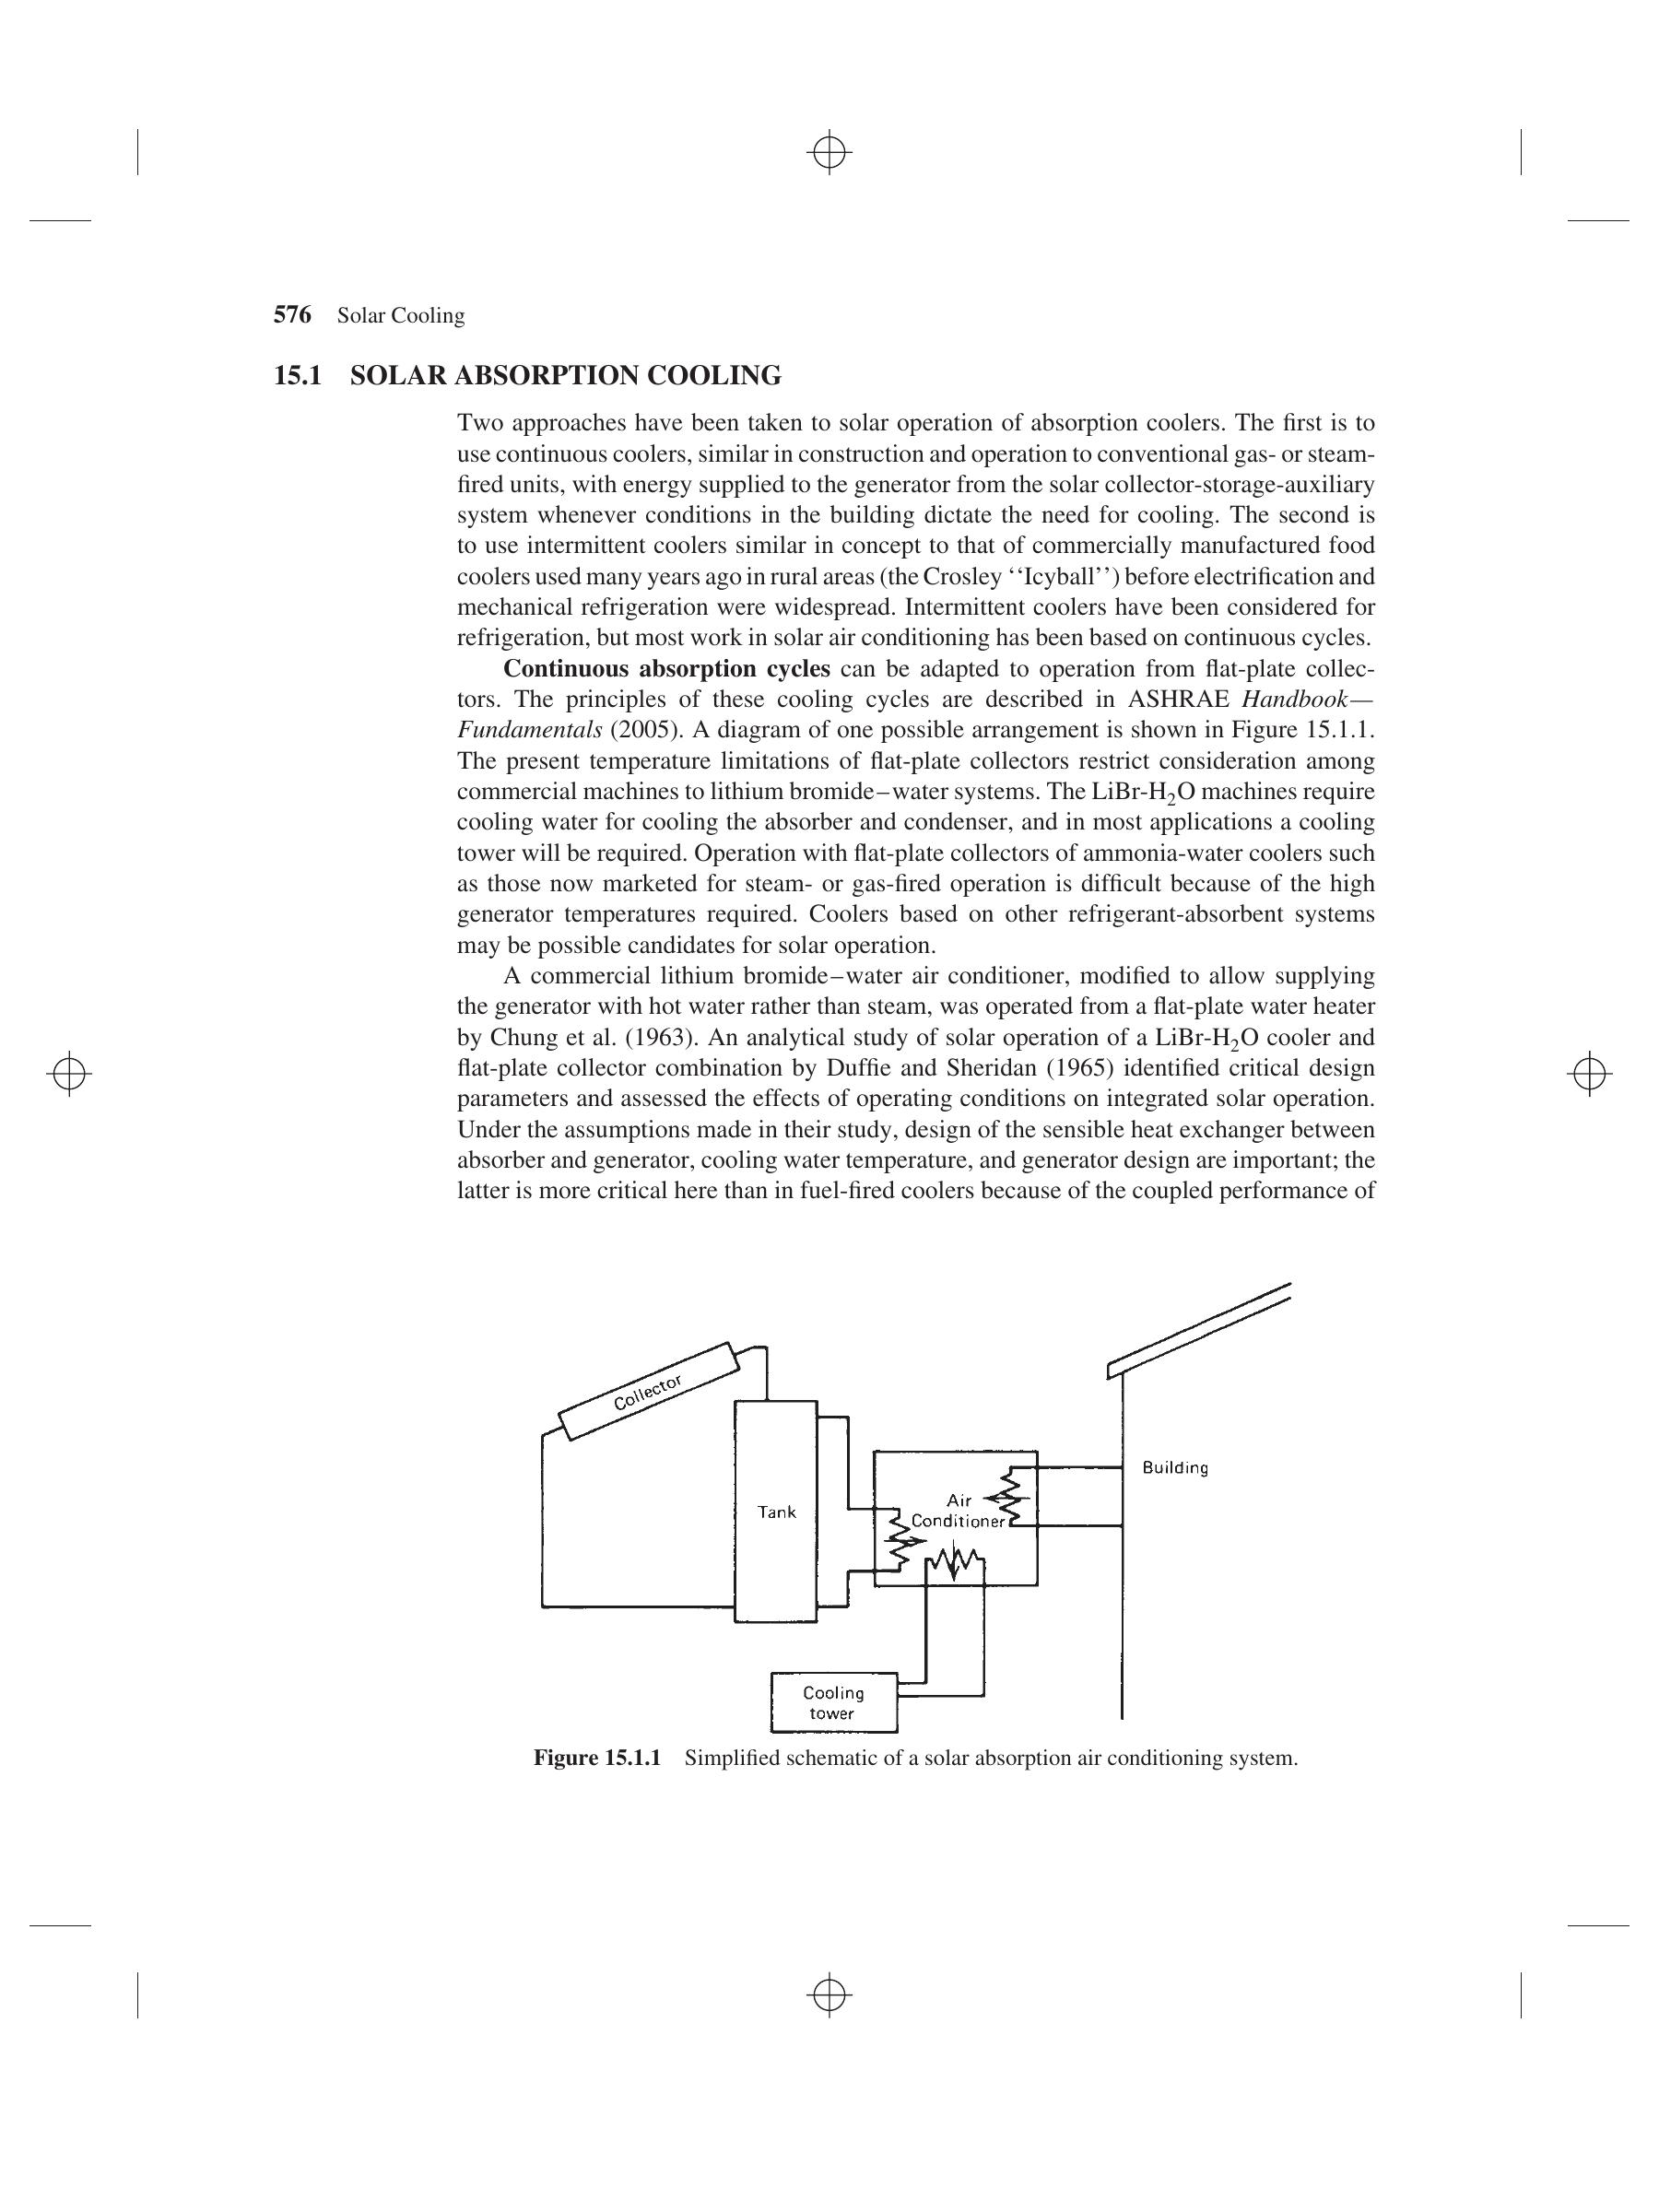 576 Solar Cooling
15.1 SOLAR ABSORPTION COOLING
Two approaches have been taken to solar operation of absorption coolers. The first is to
use continuous coolers, similar in construction and operation to conventional gas- or steam-
fired units, with energy supplied to the generator from the solar collector-storage-auxiliary
system whenever conditions in the building dictate the need for cooling. The second is
to use intermittent coolers similar in concept to that of commercially manufactured food
coolers used many years ago in rural areas (the Crosley ‘‘Icyball’’) before electrification and
mechanical refrigeration were widespread. Intermittent coolers have been considered for
refrigeration, but most work in solar air conditioning has been based on continuous cycles.
Continuous absorption cycles can be adapted to operation from flat-plate collec-
tors. The principles of these cooling cycles are described in ASHRAE Handbook—
Fundamentals (2005). A diagram of one possible arrangement is shown in Figure 15.1.1.
The present temperature limitations of flat-plate collectors restrict consideration among
commercial machines to lithium bromide–water systems. The LiBr-H₂O machines require
cooling water for cooling the absorber and condenser, and in most applications a cooling
tower will be required. Operation with flat-plate collectors of ammonia-water coolers such
as those now marketed for steam- or gas-fired operation is difficult because of the high
generator temperatures required. Coolers based on other refrigerant-absorbent systems
may be possible candidates for solar operation.
A commercial lithium bromide–water air conditioner, modified to allow supplying
the generator with hot water rather than steam, was operated from a flat-plate water heater
by Chung et al. (1963). An analytical study of solar operation of a LiBr-H₂O cooler and
flat-plate collector combination by Duffie and Sheridan (1965) identified critical design
parameters and assessed the effects of operating conditions on integrated solar operation.
Under the assumptions made in their study, design of the sensible heat exchanger between
absorber and generator, cooling water temperature, and generator design are important; the
latter is more critical here than in fuel-fired coolers because of the coupled performance of
Collector
Tank
Air
Conditioner
Building
Cooling
tower
Figure 15.1.1 Simplified schematic of a solar absorption air conditioning system.